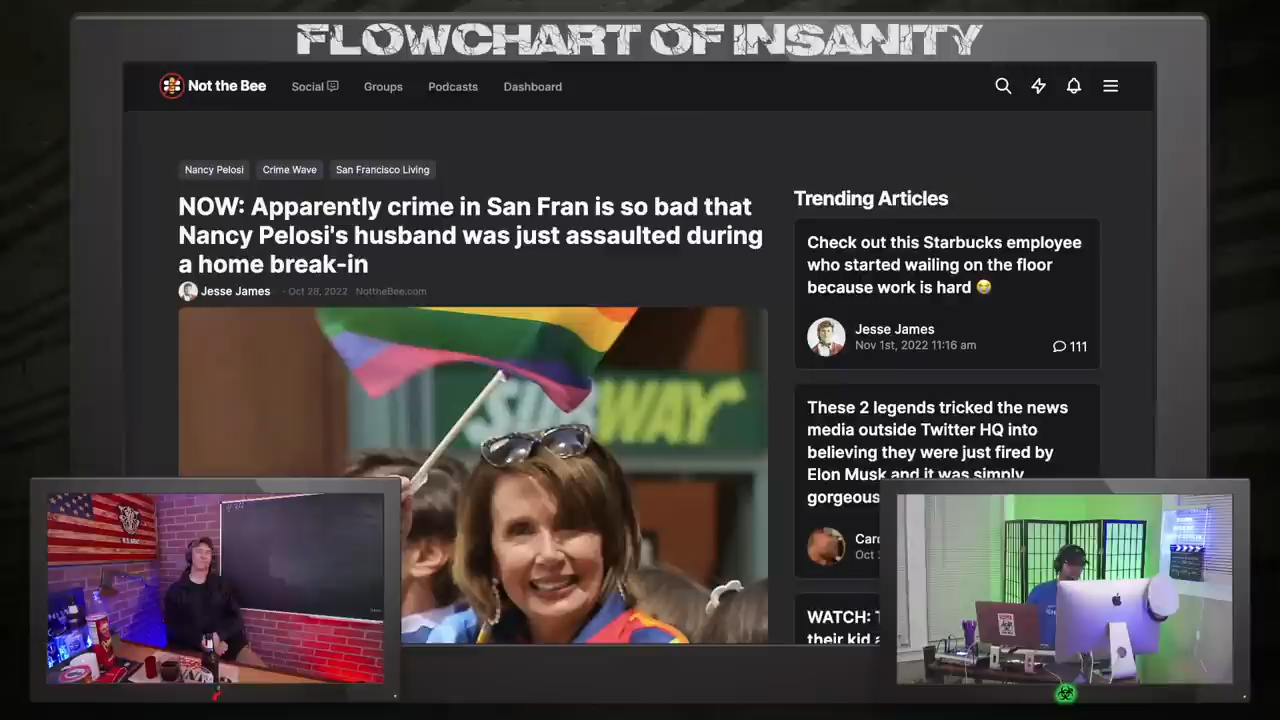 FLOWCHART OF INSANITY
Not the Bee
Social
Groups
Podcasts
Dashboard
Nancy Pelosi
Crime Wave
San Francisco Living
NOW: Apparently crime in San Fran is so bad that
Nancy Pelosi's husband was just assaulted during
a home break-in
Jesse James
· Oct 28, 2022
NottheBee.com
SUBWAY
Trending Articles
Check out this Starbucks employee
who started wailing on the floor
because work is hard 😭
Jesse James
Nov 1st, 2022 11:16 am
111
These 2 legends tricked the news
media outside Twitter HQ into
believing they were just fired by
Elon Musk and it was simply
gorgeous
Caro
Oct
WATCH: T
their kid a